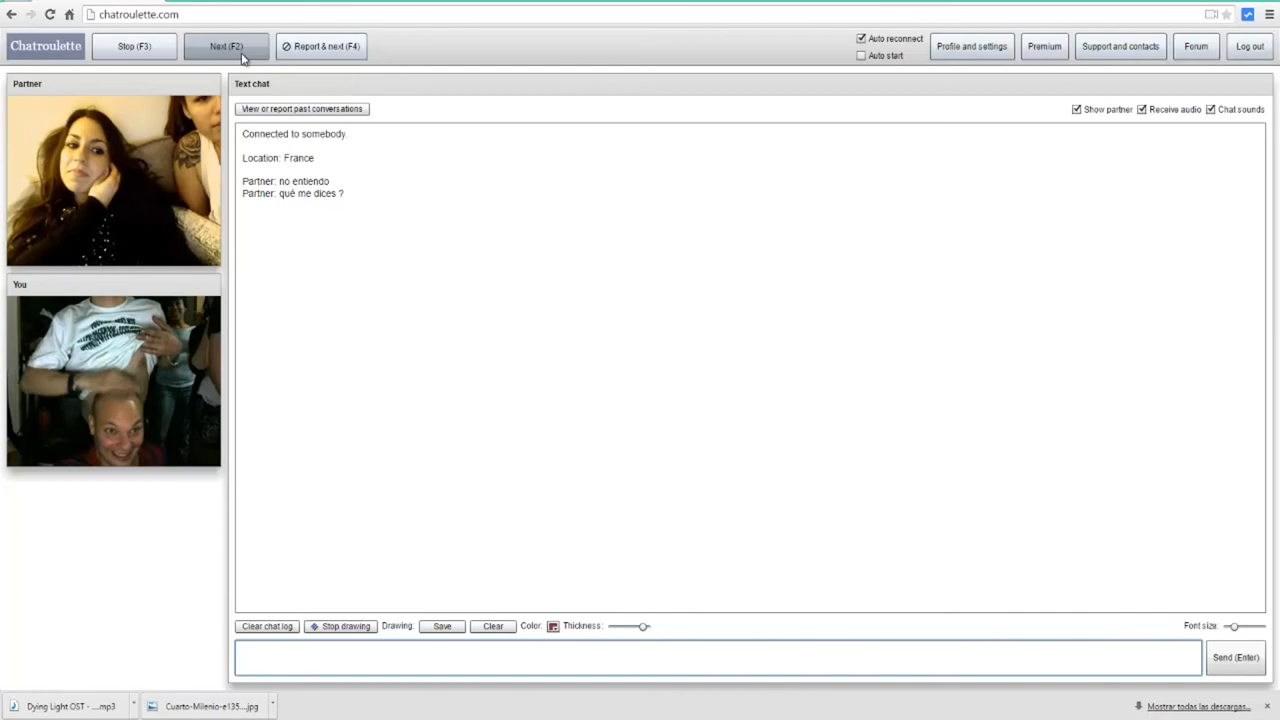 chatroulette.com
Chatroulette
Stop (F3)
Next (F2)
Report & next (F4)
Auto reconnect
Auto start
Profile and settings
Premium
Support and contacts
Forum
Log out
Partner
Text chat
View or report past conversations
Show partner
Receive audio
Chat sounds
Connected to somebody.
Location: France
Partner: no entiendo
Partner: qué me dices ?
You
Clear chat log
Stop drawing
Drawing:
Save
Clear
Color:
Thickness:
Font size:
Send (Enter)
Dying Light OST - ....mp3
Cuarto-Milenio-e135....jpg
Mostrar todas las descargas...